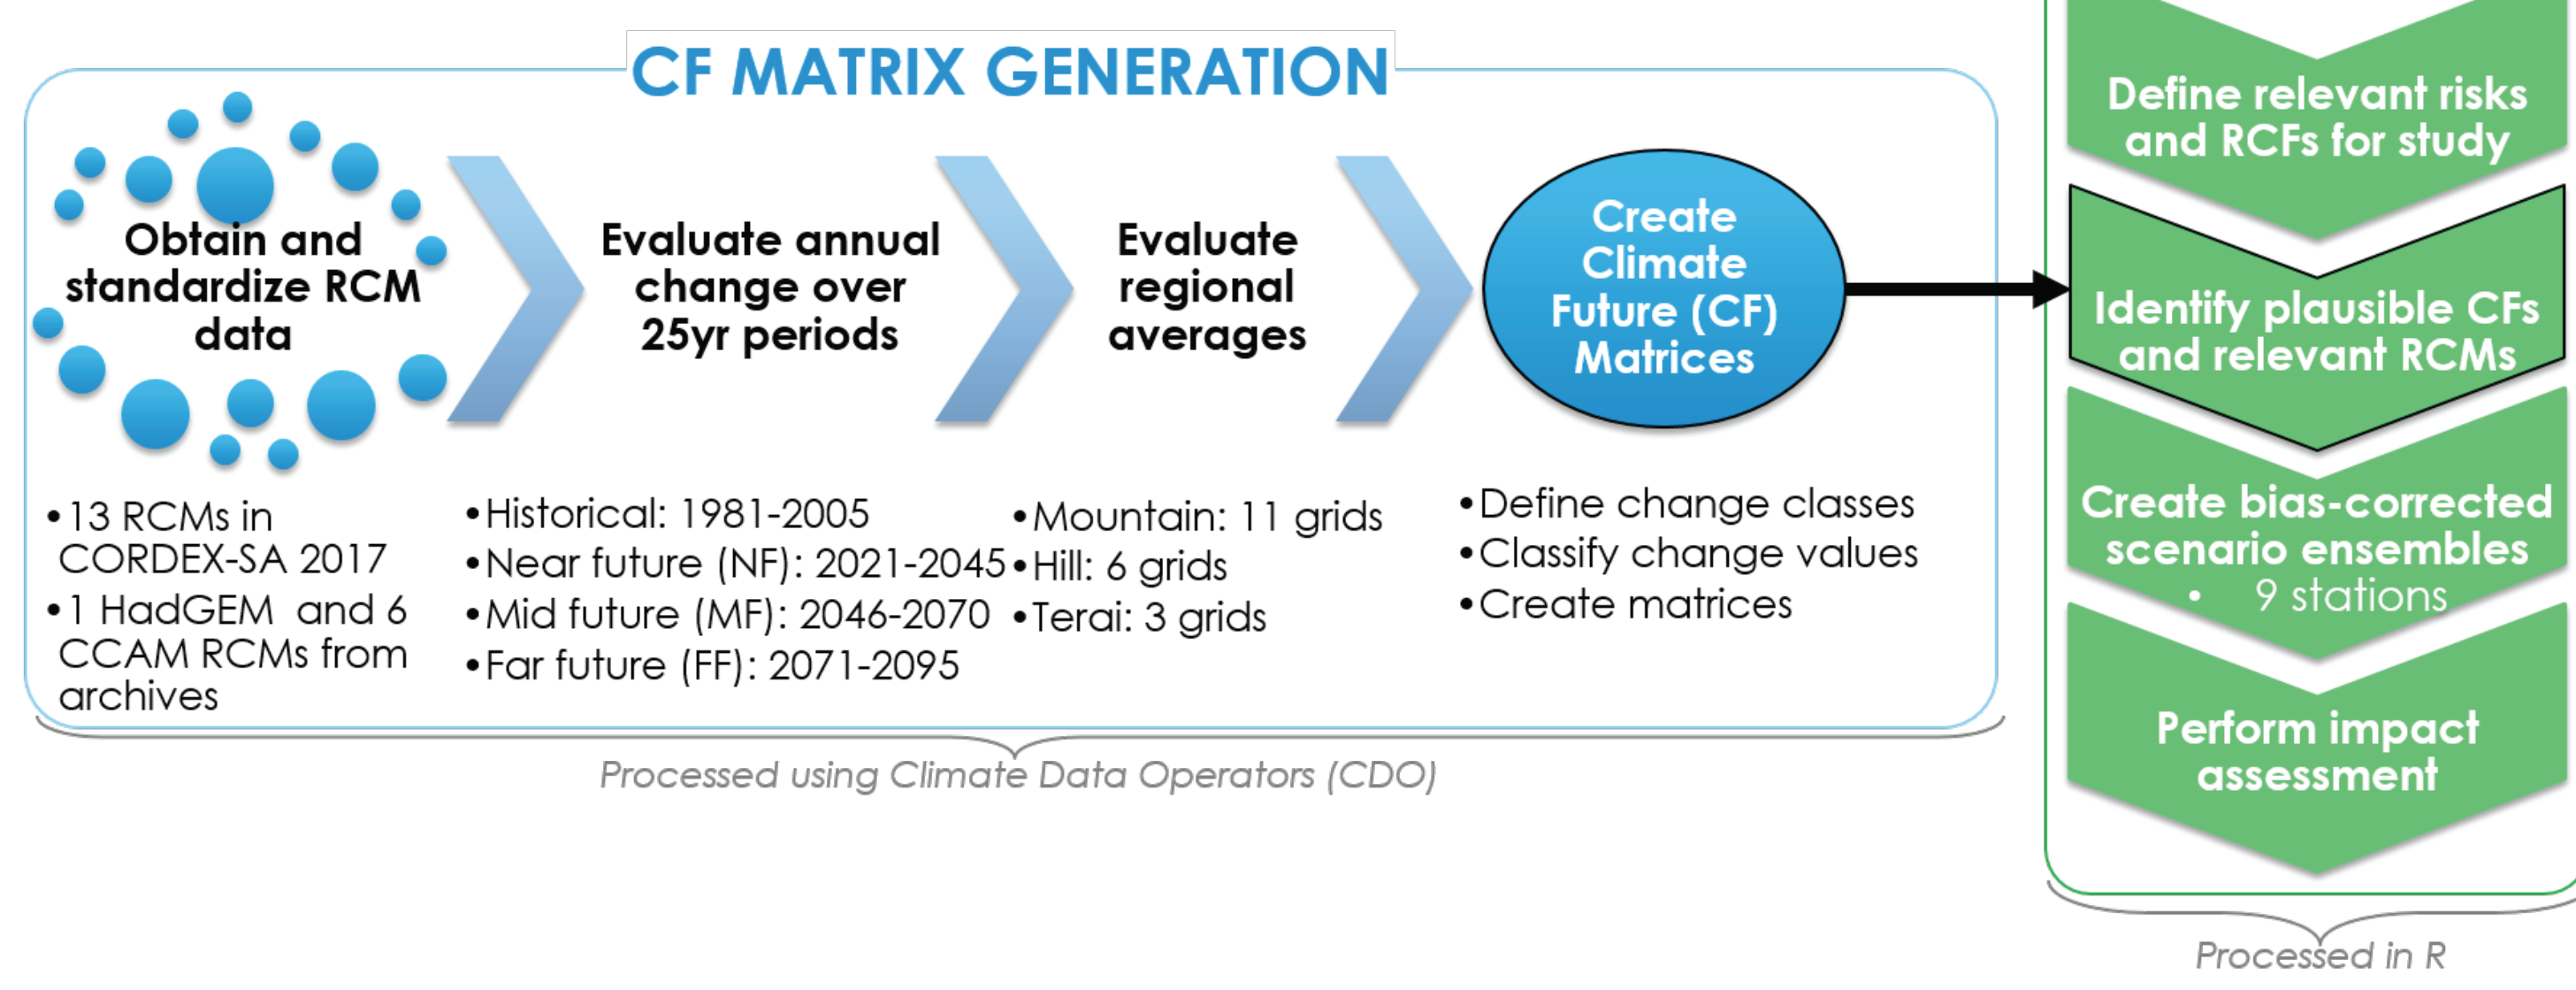 CF MATRIX GENERATION
Obtain and
standardize RCM
data
•13 RCMs in
CORDEX-SA 2017
•1 HadGEM and 6
CCAM RCMs from
archives
Evaluate annual
change over
25yr periods
•Historical: 1981-2005
•Near future (NF): 2021-2045
•Mid future (MF): 2046-2070
•Far future (FF): 2071-2095
Evaluate
regional
averages
•Mountain: 11 grids
•Hill: 6 grids
•Terai: 3 grids
Create
Climate
Future (CF)
Matrices
•Define change classes
•Classify change values
•Create matrices
Processed using Climate Data Operators (CDO)
Define relevant risks
and RCFs for study
Identify plausible CFs
and relevant RCMs
Create bias-corrected
scenario ensembles
• 9 stations
Perform impact
assessment
Processed in R